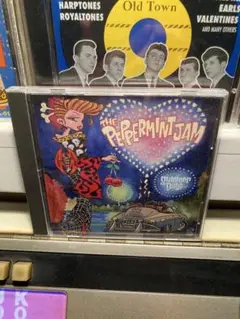 HARPTONES
ROYALTONES
Old Town
EARLS
VALENTINES
AND MANY OTHERS
THE
PEPPERMINT JAM